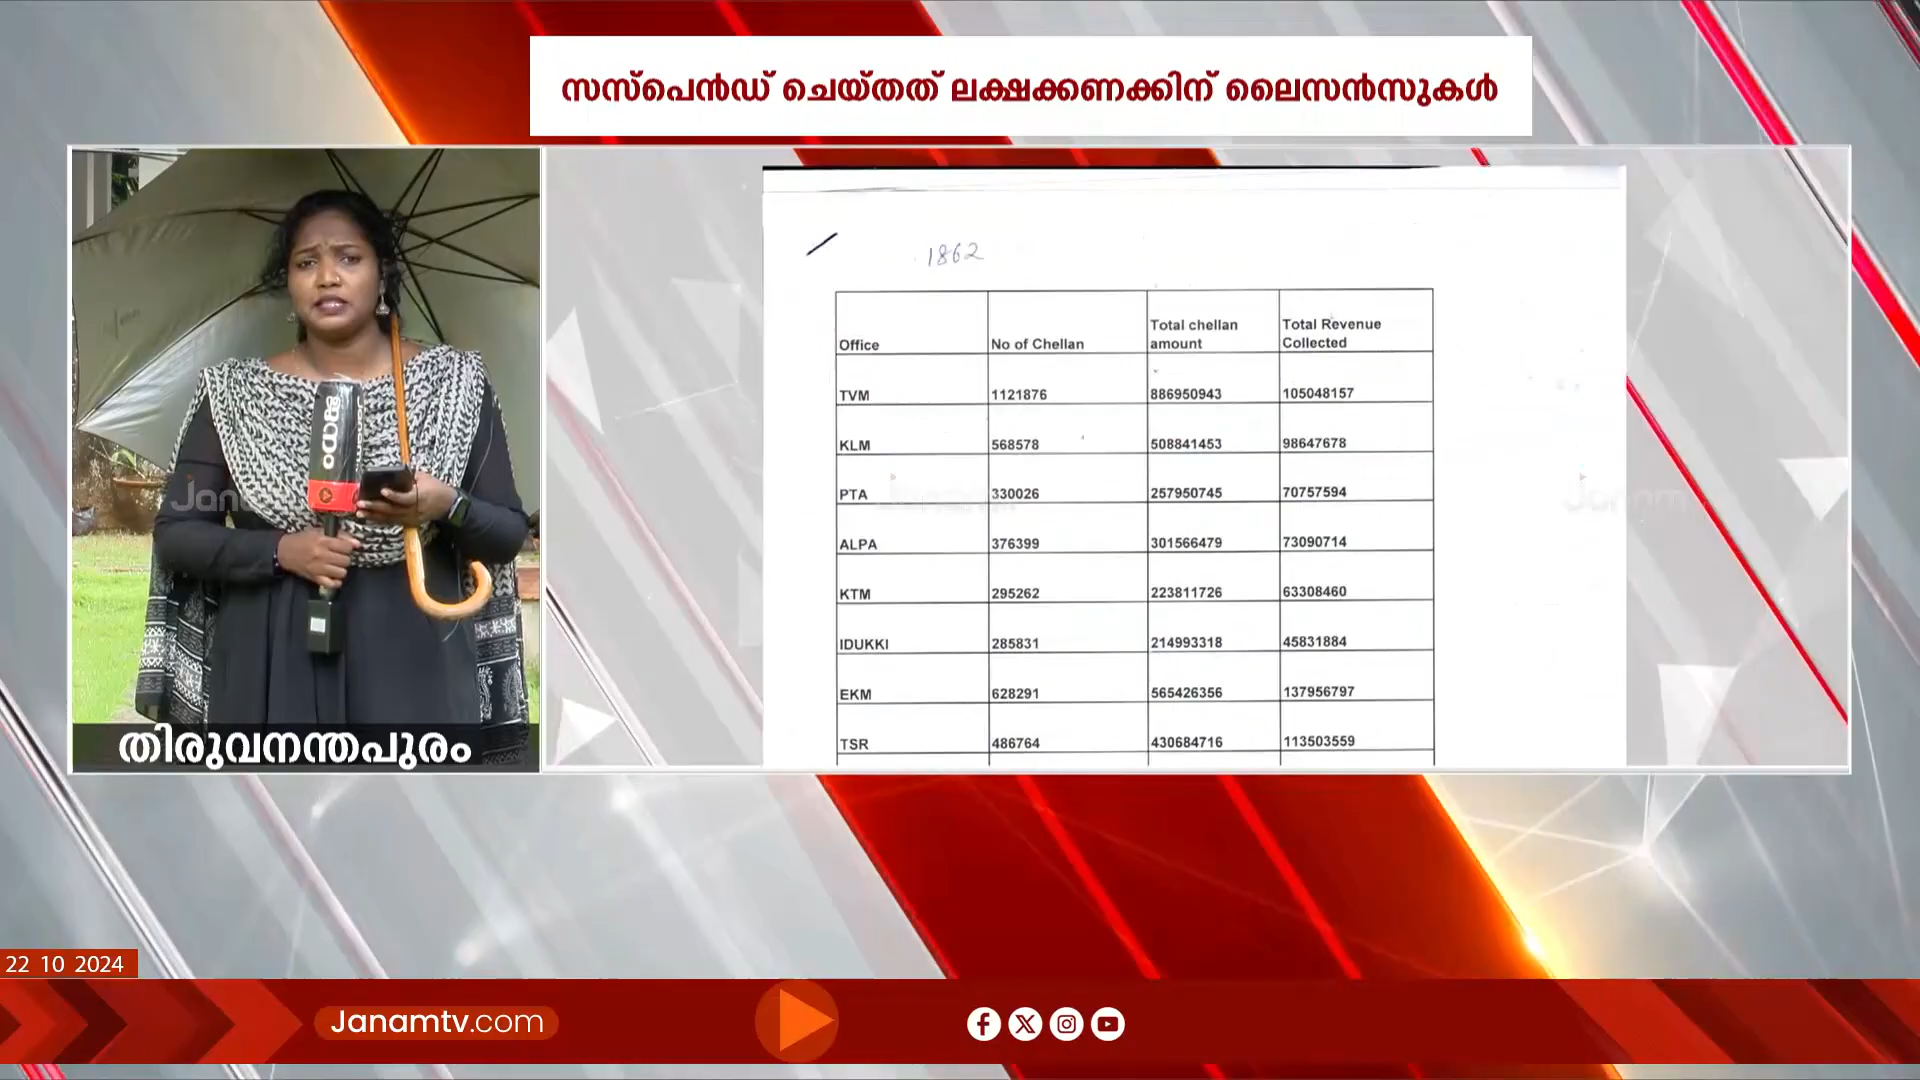 സസ്പെൻഡ് ചെയ്തത് ലക്ഷക്കണക്കിന് ലൈസൻസുകൾ
1862
Office No of Chellan Total chellan amount Total Revenue Collected
TVM 1121876 886950943 105048157
KLM 568578 508841453 98647678
PTA 330026 257950745 70757594
ALPA 376399 301566479 73090714
KTM 295262 223811726 63308460
IDUKKI 285831 214993318 45831884
EKM 628291 565426356 137956797
TSR 486764 430684716 113503559
ജനം
തിരുവനന്തപുരം
22 10 2024
Janamtv.com